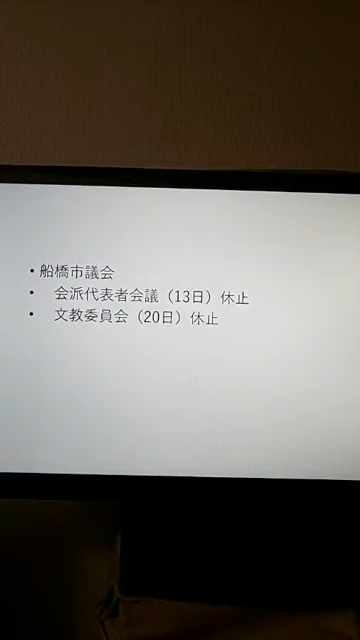 ・船橋市議会
・ 会派代表者会議（13日）休止
・ 文教委員会（20日）休止